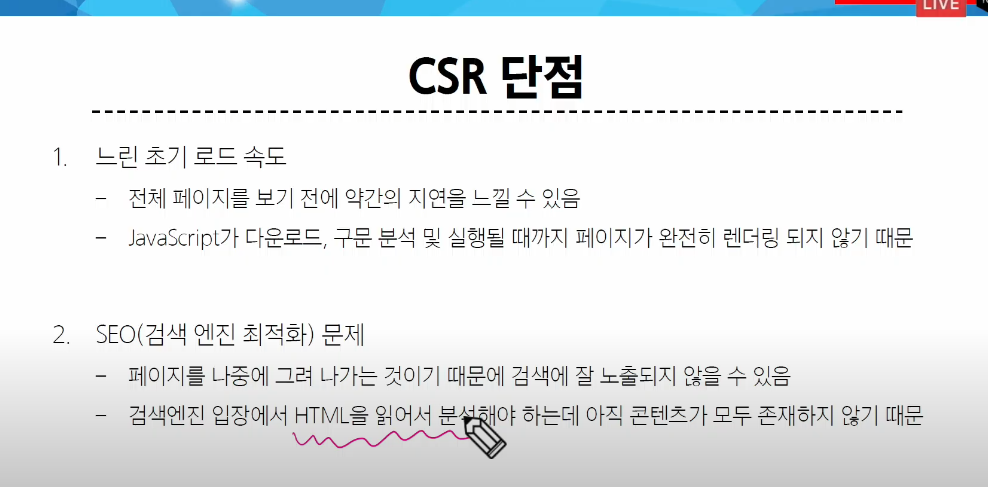 LIVE
CSR 단점
1. 느린 초기 로드 속도
– 전체 페이지를 보기 전에 약간의 지연을 느낄 수 있음
– JavaScript가 다운로드, 구문 분석 및 실행될 때까지 페이지가 완전히 렌더링 되지 않기 때문
2. SEO(검색 엔진 최적화) 문제
– 페이지를 나중에 그려 나가는 것이기 때문에 검색에 잘 노출되지 않을 수 있음
– 검색엔진 입장에서 HTML을 읽어서 분석해야 하는데 아직 콘텐츠가 모두 존재하지 않기 때문